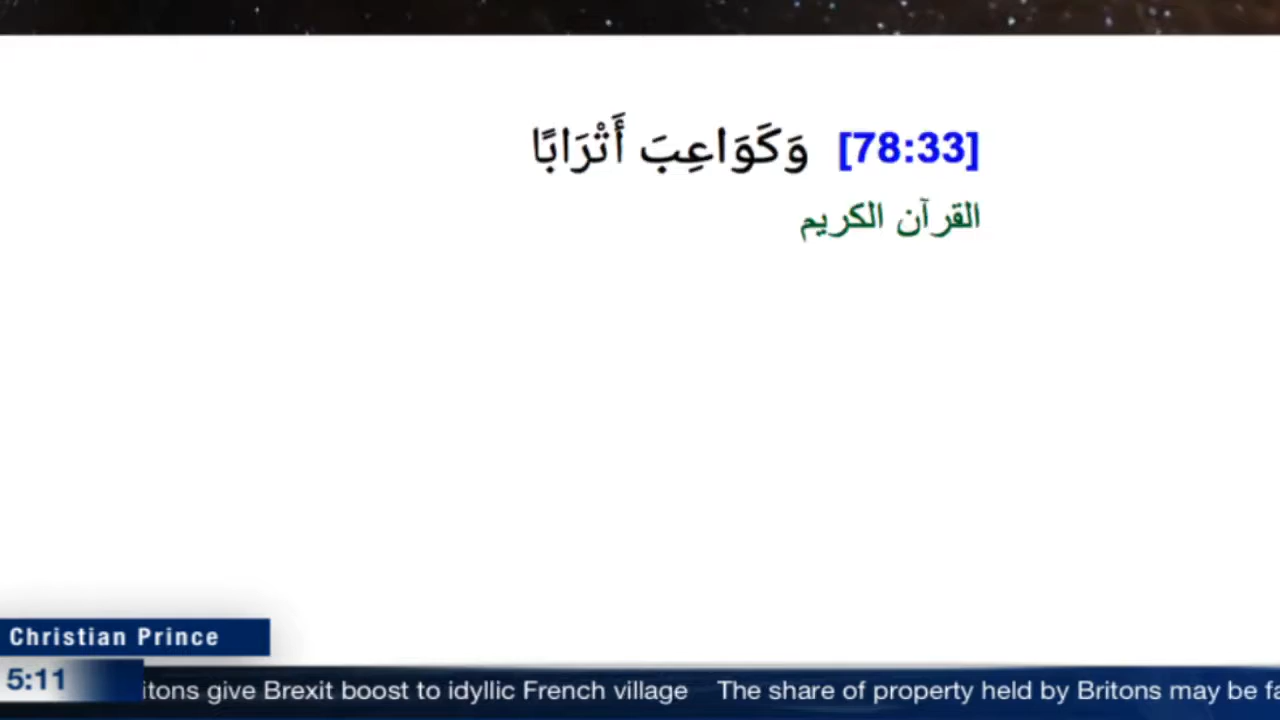 [78:33] وَكَوَاعِبَ أَثْرَابًا
القرآن الكريم
Christian Prince
5:11
itons give Brexit boost to idyllic French village The share of property held by Britons may be fa